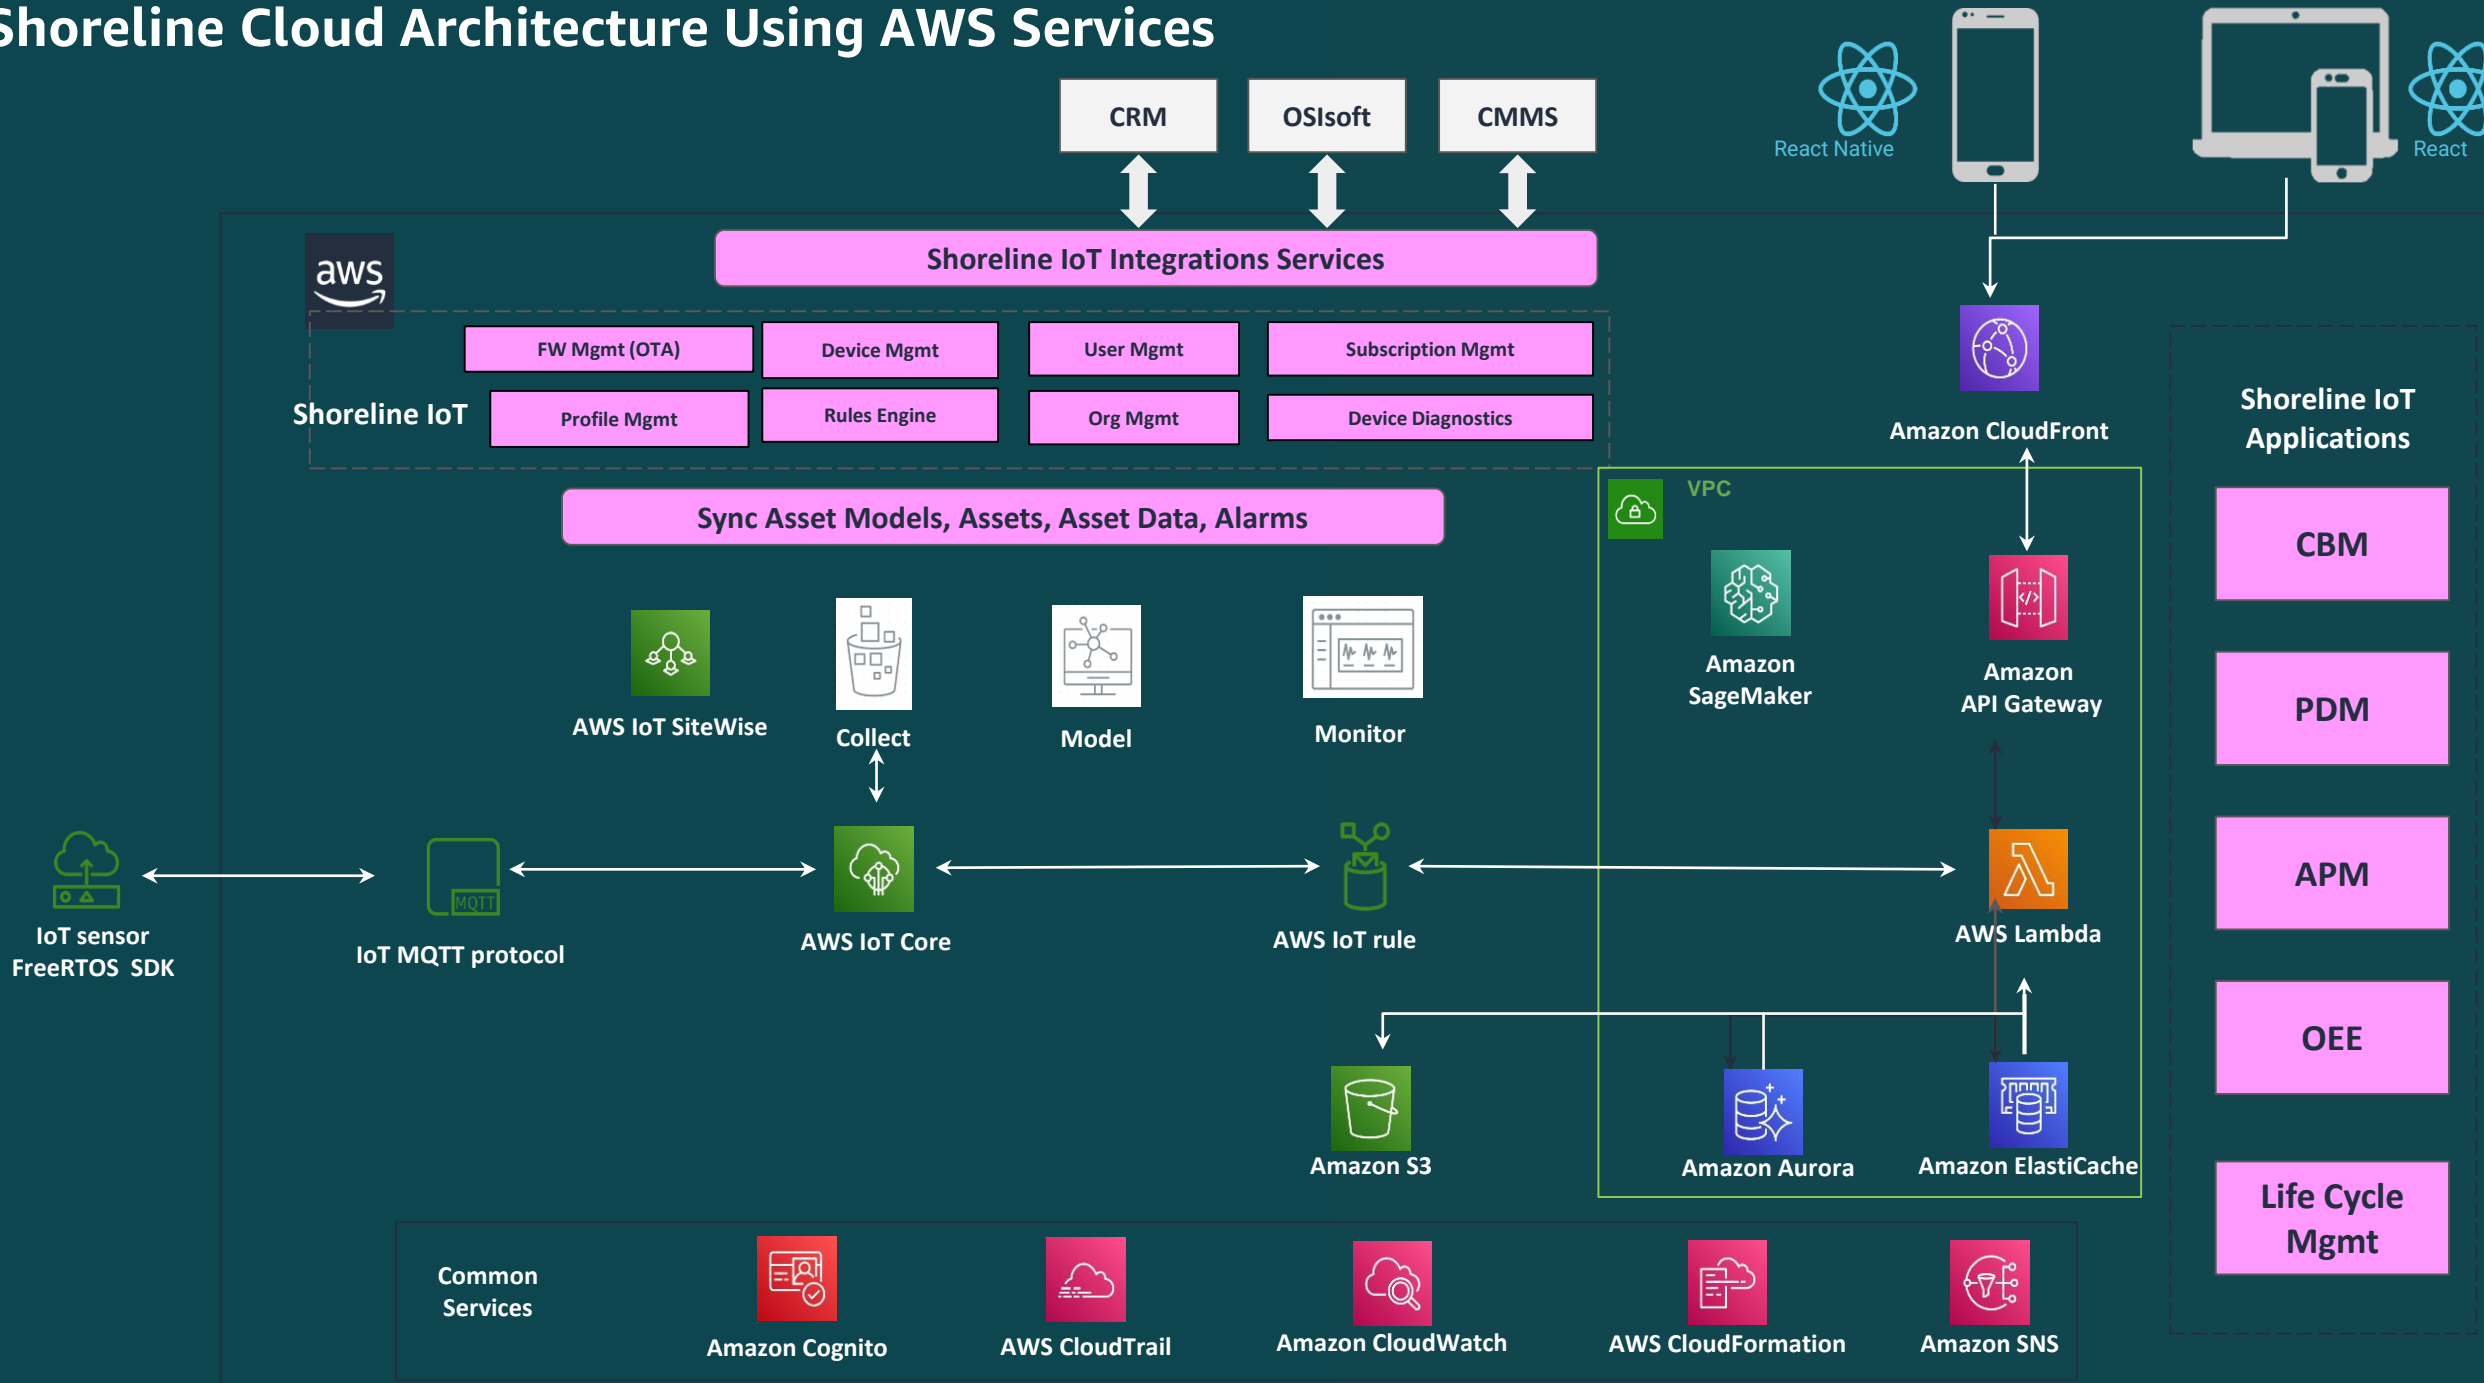 Shoreline Cloud Architecture Using AWS Services
CRM
OSIsoft
CMMS
React Native
React
aws
Shoreline IoT Integrations Services
FW Mgmt (OTA)
Device Mgmt
User Mgmt
Subscription Mgmt
Shoreline IoT
Profile Mgmt
Rules Engine
Org Mgmt
Device Diagnostics
Sync Asset Models, Assets, Asset Data, Alarms
AWS IoT SiteWise
Collect
Model
Monitor
IoT sensor
FreeRTOS SDK
MQTT
IoT MQTT protocol
AWS IoT Core
AWS IoT rule
Amazon CloudFront
VPC
Amazon
SageMaker
</>
Amazon
API Gateway
AWS Lambda
Amazon S3
Amazon Aurora
Amazon ElastiCache
Shoreline IoT
Applications
CBM
PDM
APM
OEE
Life Cycle
Mgmt
Common
Services
Amazon Cognito
AWS CloudTrail
Amazon CloudWatch
AWS CloudFormation
Amazon SNS